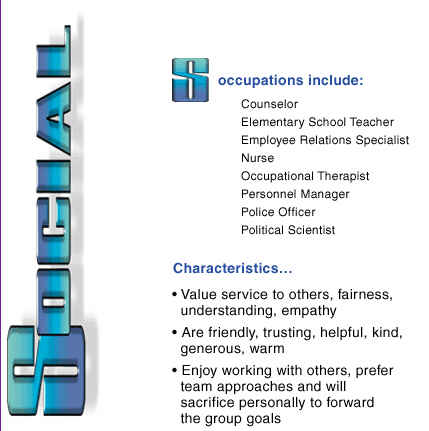 SOCIAL
S occupations include:
Counselor
Elementary School Teacher
Employee Relations Specialist
Nurse
Occupational Therapist
Personnel Manager
Police Officer
Political Scientist
Characteristics...
• Value service to others, fairness,
understanding, empathy
• Are friendly, trusting, helpful, kind,
generous, warm
• Enjoy working with others, prefer
team approaches and will
sacrifice personally to forward
the group goals